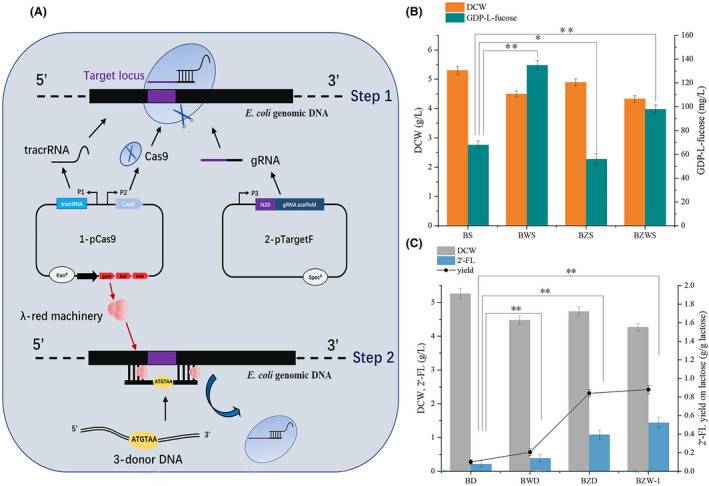 (A)
Target locus
5’
3’
Step 1
E. coli genomic DNA
tracrRNA
Cas9
gRNA
P1
P2
P3
tracrRNA
Cas9
N20
gRNA scaffold
1-pCas9
2-pTargetF
Kanᴿ
gam
bet
exo
Specᴿ
λ-red machinery
5’
3’
Step 2
E. coli genomic DNA
ATGTAA
5’
ATGTAA
3’
3-donor DNA
(B)
DCW
GDP-L-fucose
DCW (g/L)
6
5
4
3
2
1
0
GDP-L-fucose (mg/L)
160
140
120
100
80
60
40
20
0
**
*
**
BS
BWS
BZS
BZWS
(C)
DCW
2'-FL
yield
DCW, 2'-FL (g/L)
5
4
3
2
1
0
2'-FL yield on lactose (g/g lactose)
2.0
1.8
1.6
1.4
1.2
1.0
0.8
0.6
0.4
0.2
0.0
**
**
**
BD
BWD
BZD
BZW-1